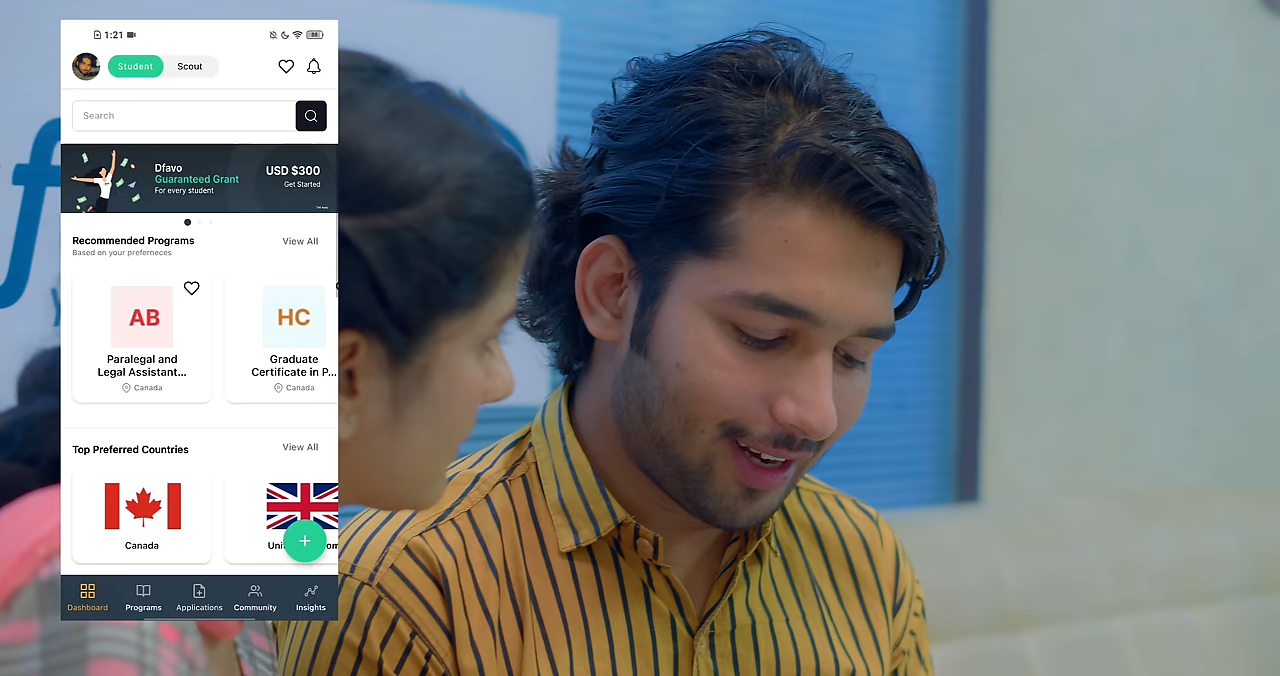 1:21
88
Student
Scout
Search
Dfavo
Guaranteed Grant
For every student
USD $300
Get Started
Recommended Programs
View All
Based on your preferneces
AB
HC
Paralegal and
Legal Assistant...
Canada
Graduate
Certificate in P...
Canada
Top Preferred Countries
View All
Canada
Dashboard
Programs
Applications
Community
Insights